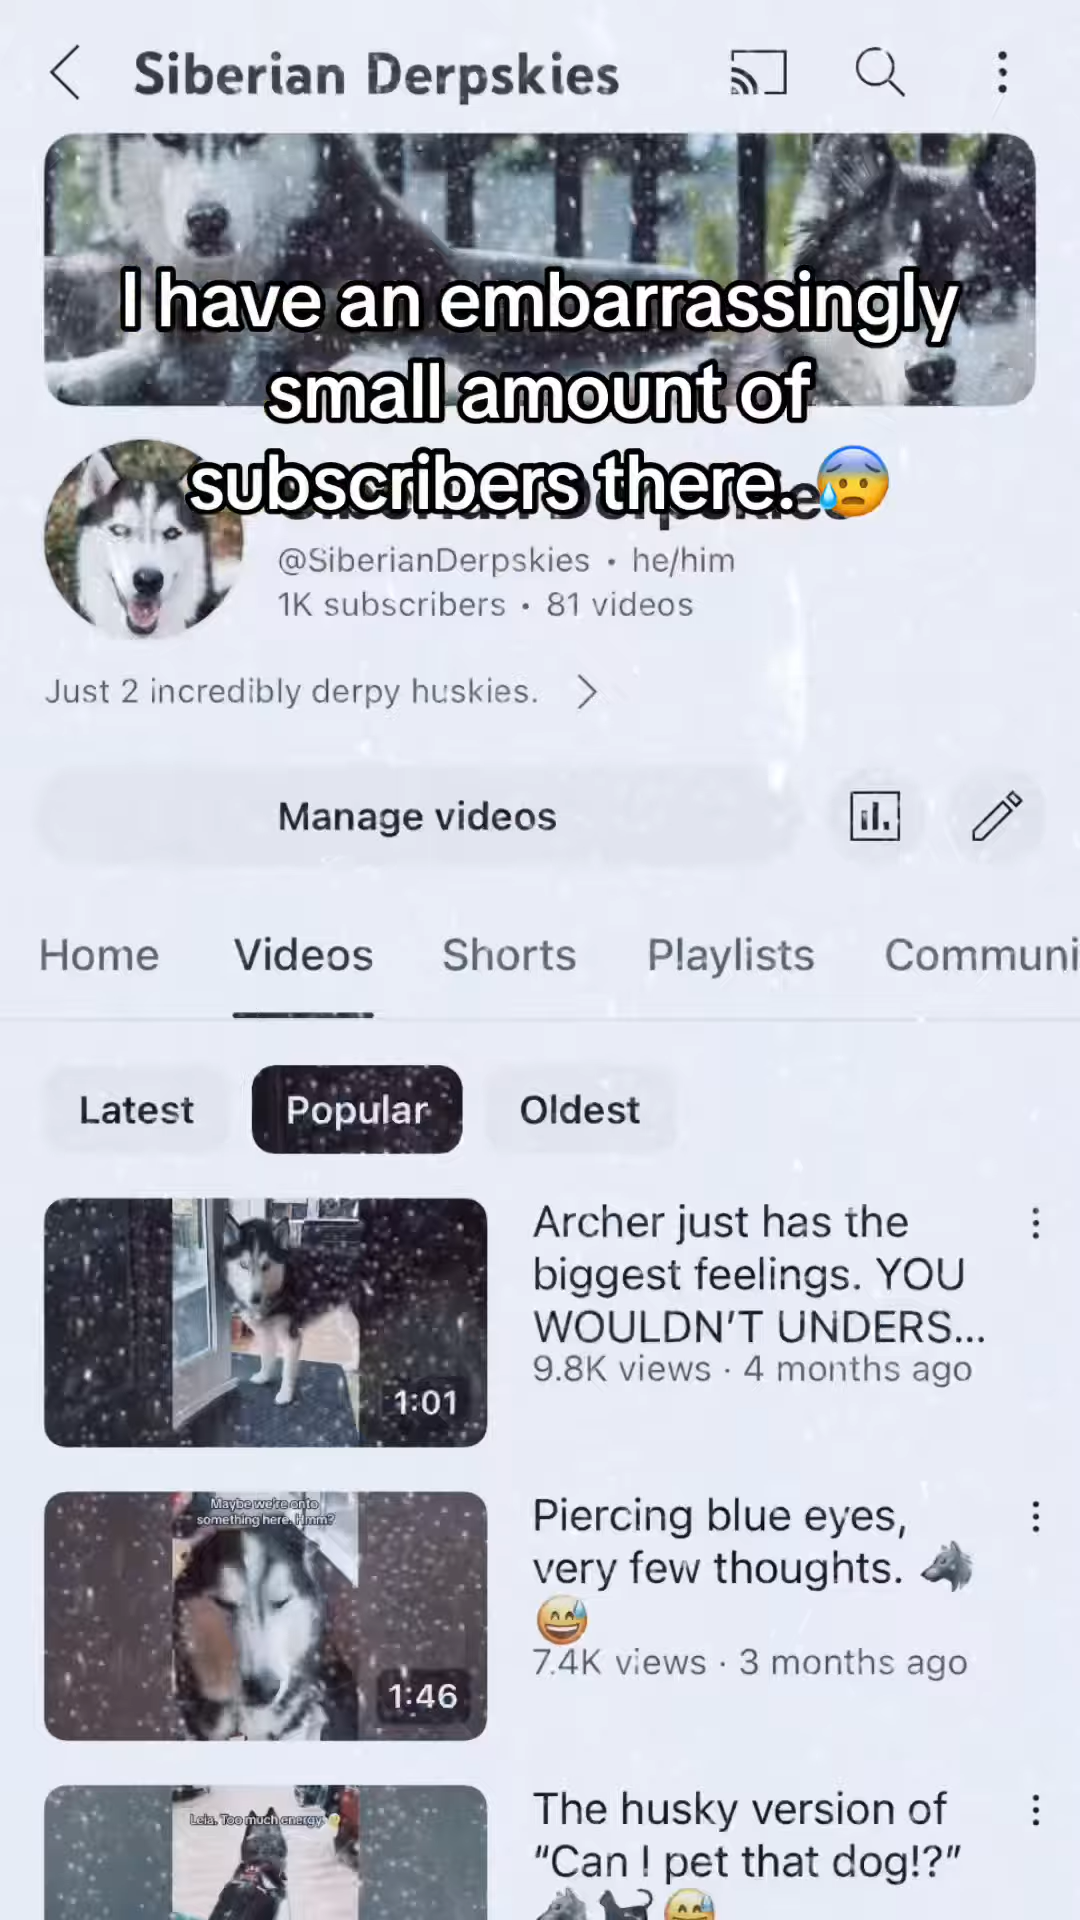 Siberian Derpskies
I have an embarrassingly
small amount of
subscribers there. 😰
@SiberianDerpskies • he/him
1K subscribers • 81 videos
Just 2 incredibly derpy huskies.
Manage videos
Home Videos Shorts Playlists Communi
Latest Popular Oldest
1:01
Archer just has the
biggest feelings. YOU
WOULDN'T UNDERS...
9.8K views · 4 months ago
Maybe we're onto
something here. Hmm?
1:46
Piercing blue eyes,
very few thoughts. 🐺
😅
7.4K views · 3 months ago
Leia. Too much energy.
The husky version of
“Can I pet that dog!?”
🐺🐈‍⬛😅